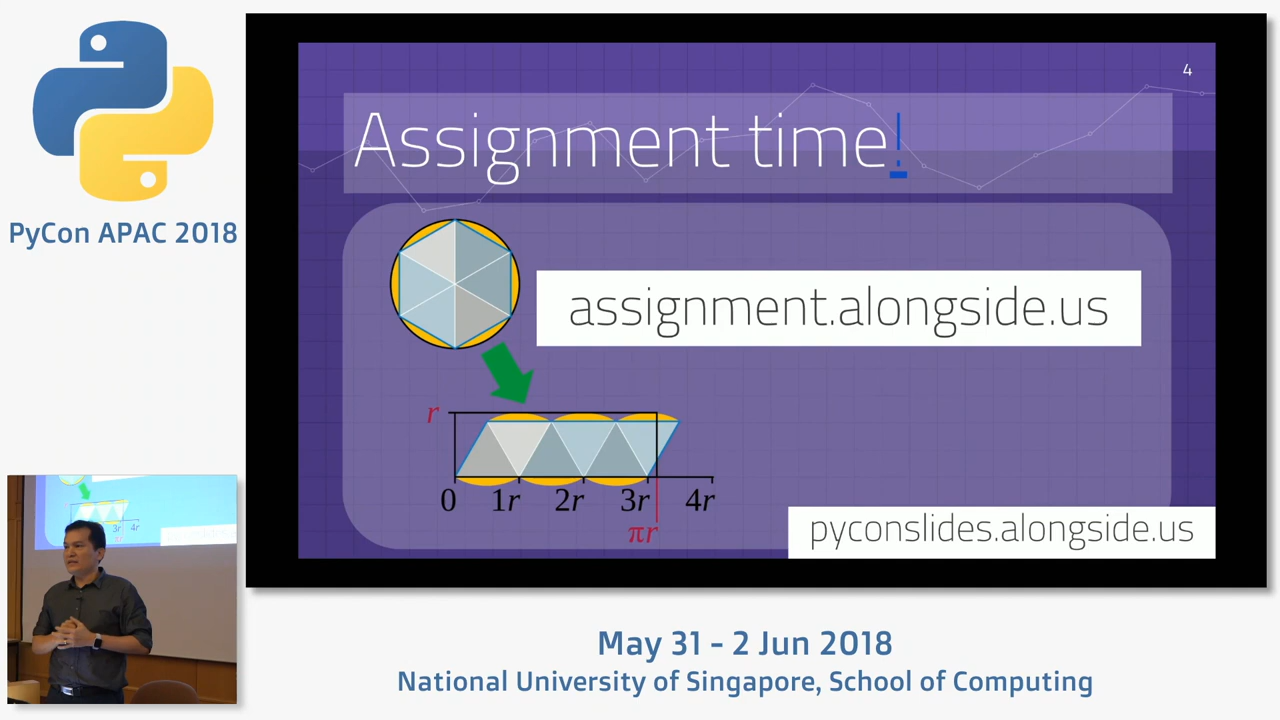 PyCon APAC 2018
4
Assignment time!
assignment.alongside.us
r
0 1r 2r 3r 4r
πr
pyconslides.alongside.us
May 31 - 2 Jun 2018
National University of Singapore, School of Computing